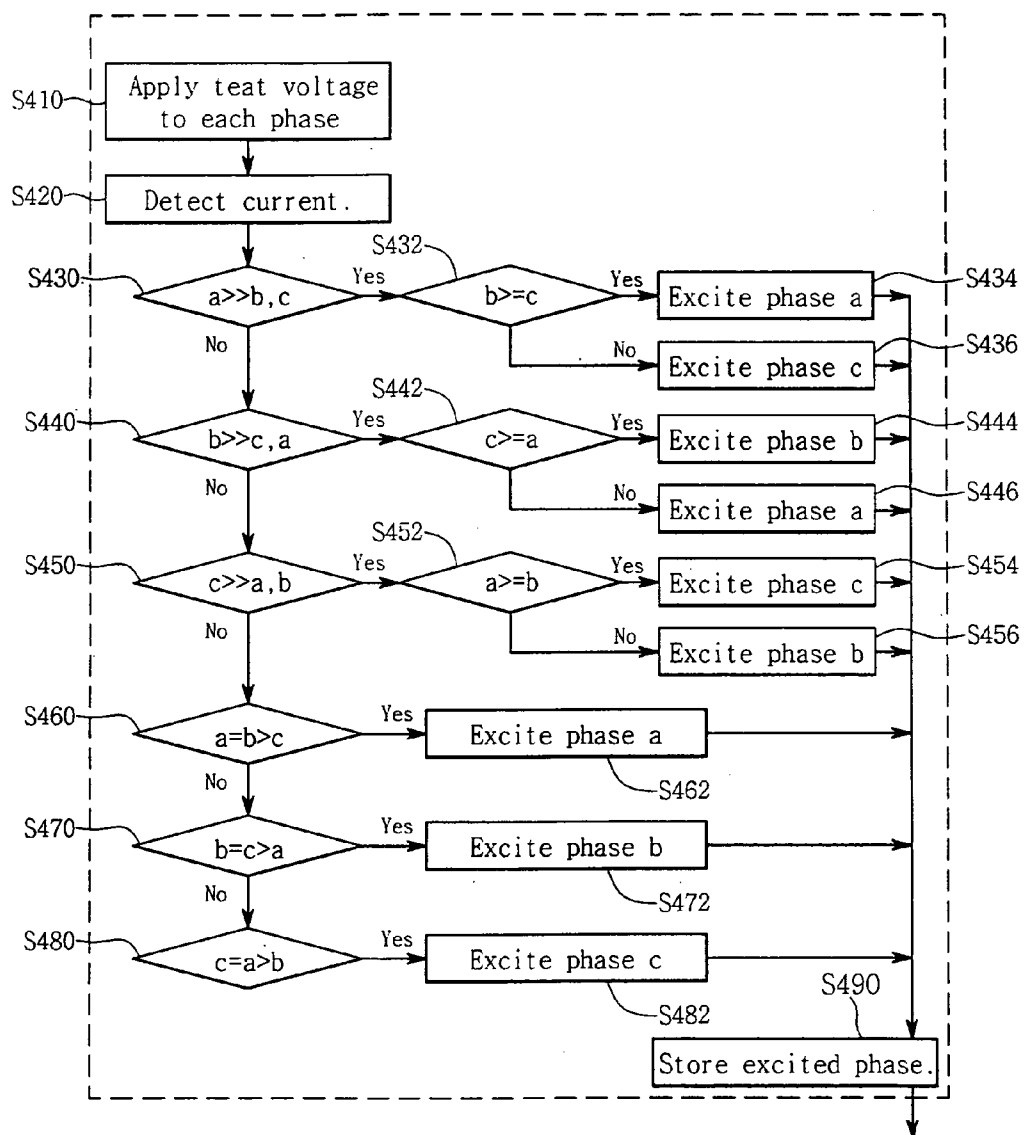 S410
Apply teat voltage
to each phase
S420
Detect current.
S430
a>>b,c
Yes
No
S432
b>=c
Yes
Excite phase a
S434
No
Excite phase c
S436
S440
b>>c,a
Yes
No
S442
c>=a
Yes
Excite phase b
S444
No
Excite phase a
S446
S450
c>>a,b
Yes
No
S452
a>=b
Yes
Excite phase c
S454
No
Excite phase b
S456
S460
a=b>c
Yes
Excite phase a
S462
No
S470
b=c>a
Yes
Excite phase b
S472
No
S480
c=a>b
Yes
Excite phase c
S482
S490
Store excited phase.